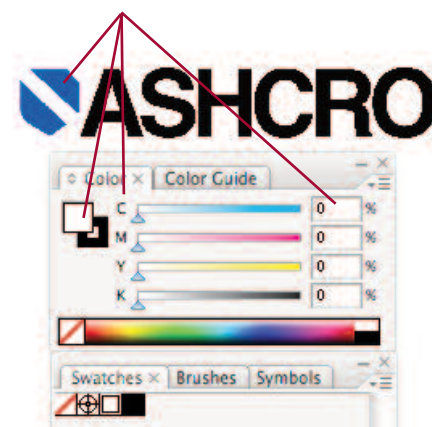 ASHCRO
Color × Color Guide
C 0 %
M 0 %
Y 0 %
K 0 %
Swatches × Brushes Symbols